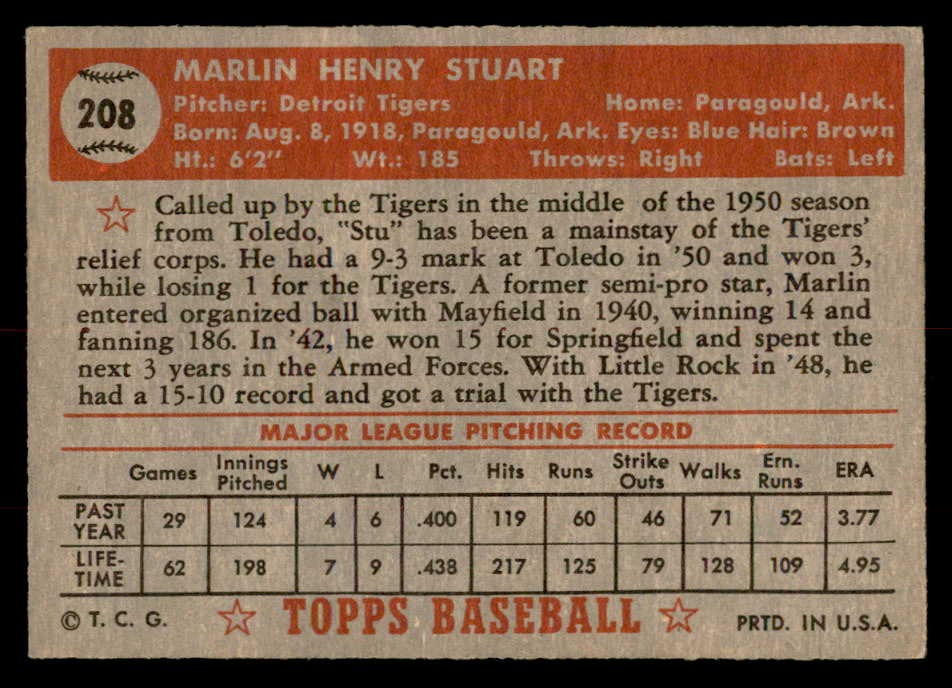 208
MARLIN HENRY STUART
Pitcher: Detroit Tigers Home: Paragould, Ark.
Born: Aug. 8, 1918, Paragould, Ark. Eyes: Blue Hair: Brown
Ht.: 6'2" Wt.: 185 Throws: Right Bats: Left
Called up by the Tigers in the middle of the 1950 season
from Toledo, "Stu" has been a mainstay of the Tigers'
relief corps. He had a 9-3 mark at Toledo in '50 and won 3,
while losing 1 for the Tigers. A former semi-pro star, Marlin
entered organized ball with Mayfield in 1940, winning 14 and
fanning 186. In '42, he won 15 for Springfield and spent the
next 3 years in the Armed Forces. With Little Rock in '48, he
had a 15-10 record and got a trial with the Tigers.
MAJOR LEAGUE PITCHING RECORD
Games Innings Pitched W L Pct. Hits Runs Strike Outs Walks Ern. Runs ERA
PAST YEAR 29 124 4 6 .400 119 60 46 71 52 3.77
LIFE-TIME 62 198 7 9 .438 217 125 79 128 109 4.95
© T. C. G. TOPPS BASEBALL PRTD. IN U.S.A.